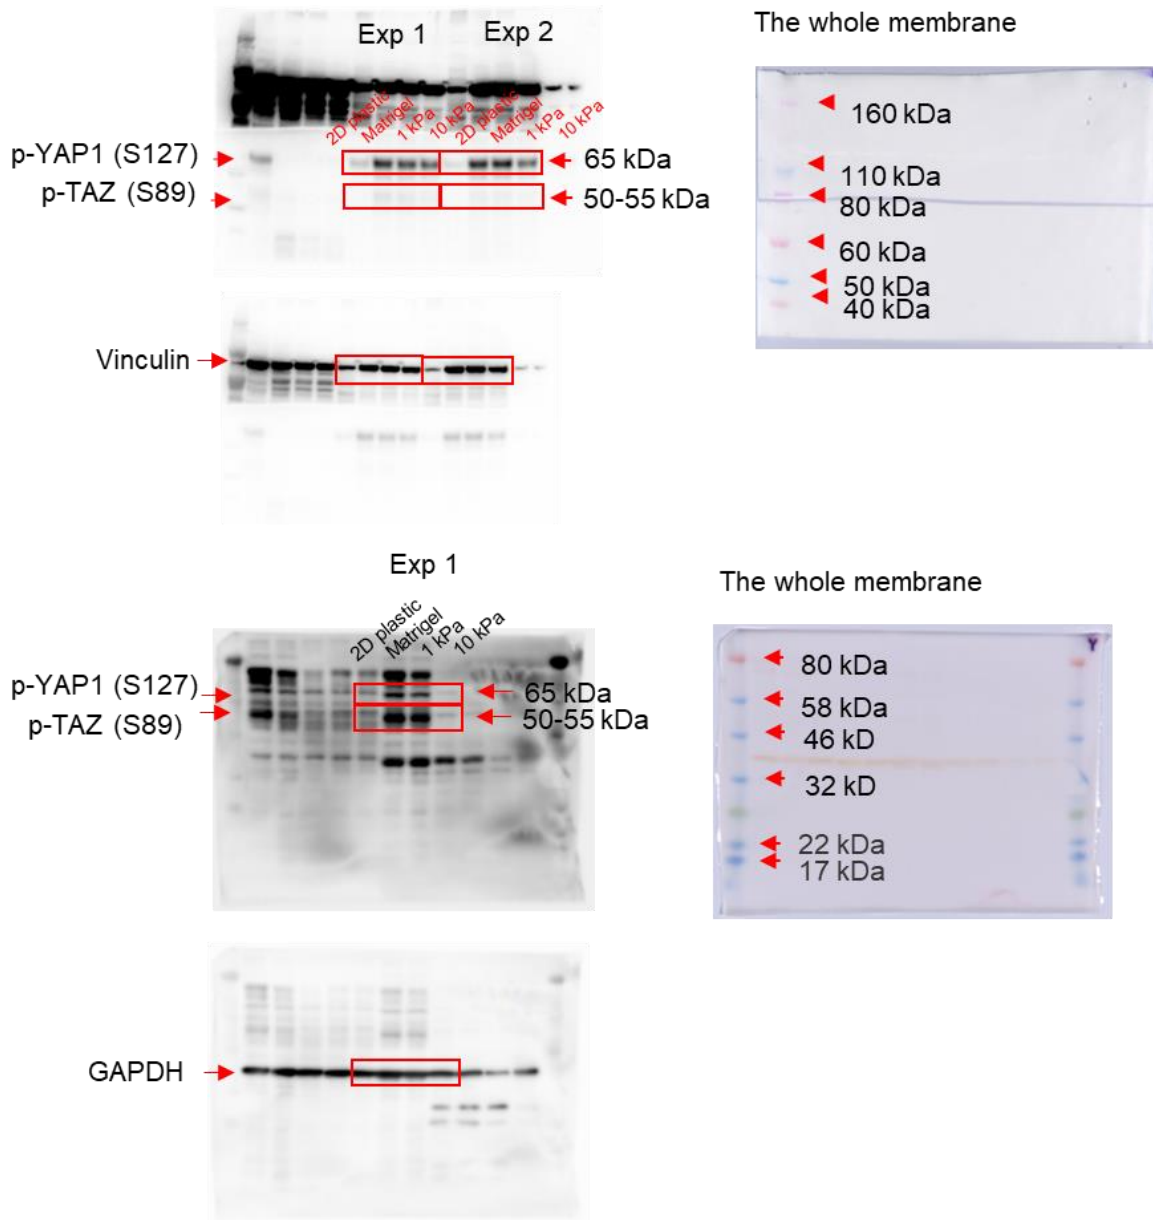 Exp 1
Exp 2
2D plastic
Matrigel
1 kPa
10 kPa
2D plastic
Matrigel
1 kPa
10 kPa
p-YAP1 (S127)
65 kDa
p-TAZ (S89)
50-55 kDa
The whole membrane
160 kDa
110 kDa
80 kDa
60 kDa
50 kDa
40 kDa
Vinculin
Exp 1
2D plastic
Matrigel
1 kPa
10 kPa
p-YAP1 (S127)
65 kDa
p-TAZ (S89)
50-55 kDa
The whole membrane
Y
80 kDa
58 kDa
46 kD
32 kD
22 kDa
17 kDa
GAPDH